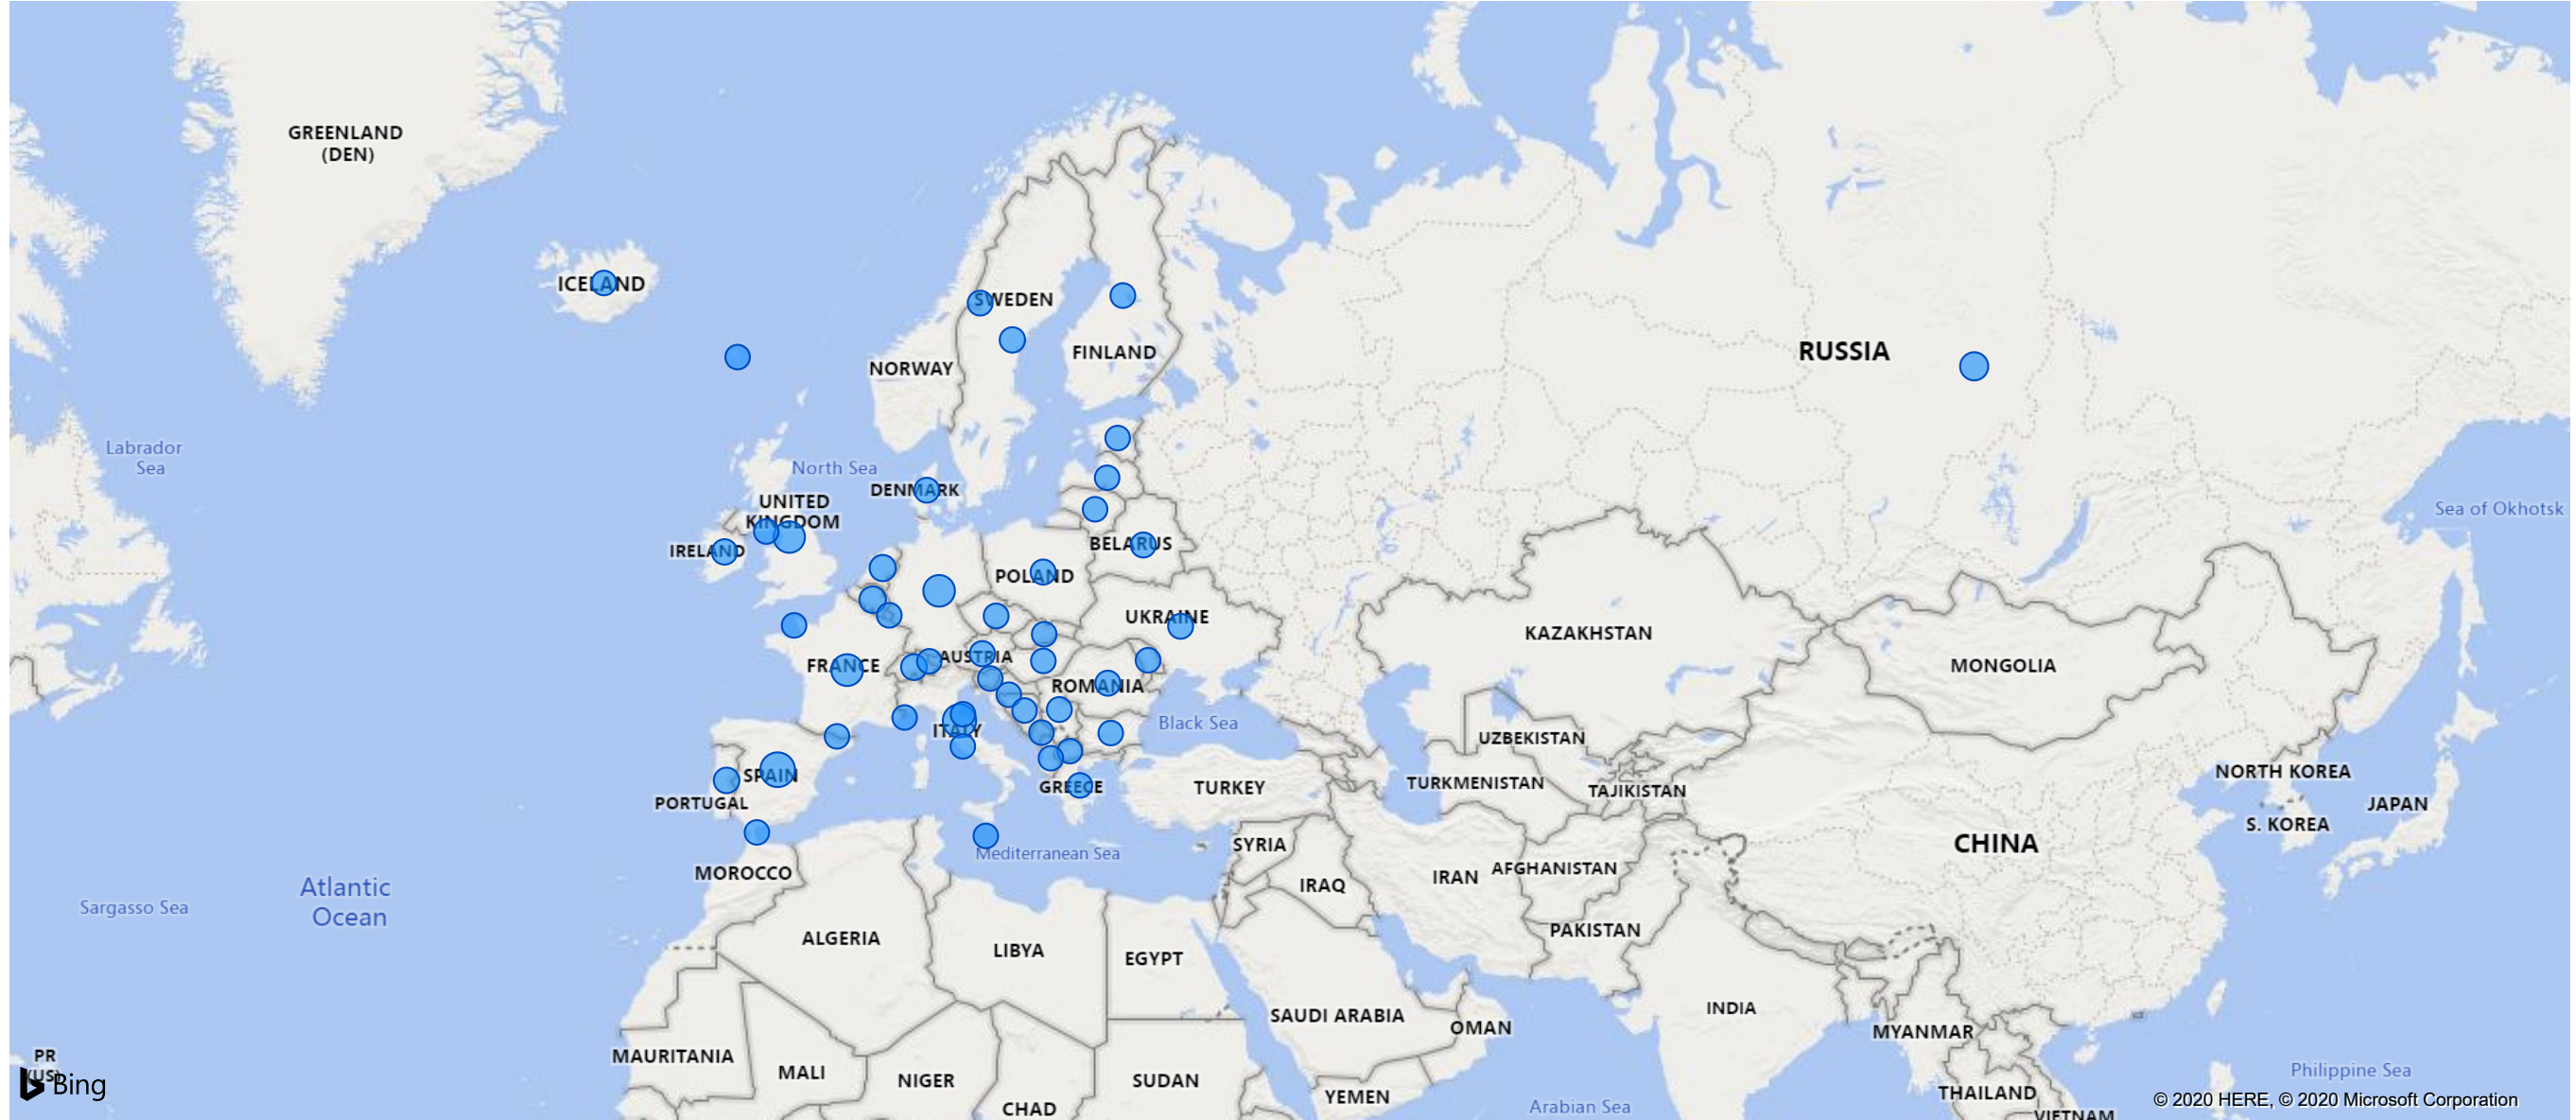 GREENLAND
(DEN)
ICELAND
SWEDEN
FINLAND
NORWAY
RUSSIA
Labrador
Sea
North Sea
DENMARK
UNITED
KINGDOM
IRELAND
BELARUS
POLAND
UKRAINE
Sea of Okhotsk
KAZAKHSTAN
FRANCE
AUSTRIA
ROMANIA
MONGOLIA
ITALY
Black Sea
UZBEKISTAN
SPAIN
PORTUGAL
GREECE
TURKEY
TURKMENISTAN
TAJIKISTAN
NORTH KOREA
JAPAN
S. KOREA
CHINA
SYRIA
Mediterranean Sea
MOROCCO
IRAQ
IRAN
AFGHANISTAN
Atlantic
Ocean
Sargasso Sea
ALGERIA
LIBYA
EGYPT
PAKISTAN
SAUDI ARABIA
OMAN
INDIA
MYANMAR
PR
(US)
MAURITANIA
MALI
NIGER
CHAD
SUDAN
YEMEN
Arabian Sea
THAILAND
VIETNAM
Philippine Sea
Bing
© 2020 HERE, © 2020 Microsoft Corporation